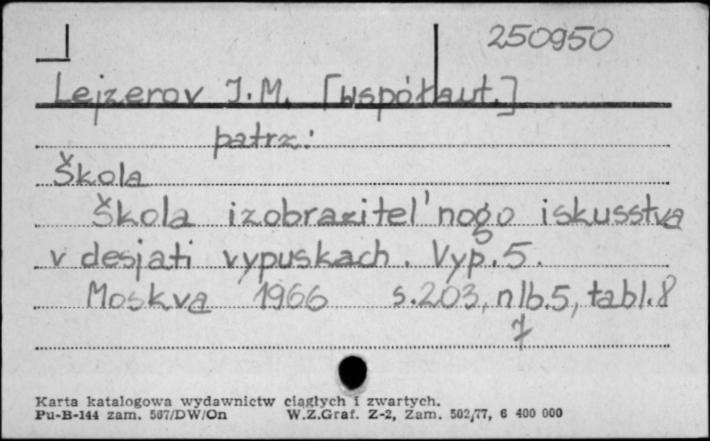 250950
Lejzerov J.M. [współaut.]
patrz:
Škola
Škola izobrazitel'nogo iskusstva
v desjati vypuskach. Vyp. 5.
Moskva 1966 s.203, nlb.5, tabl.8
7
Karta katalogowa wydawnictw ciągłych i zwartych.
Pu-B-144 zam. 567/DW/On W.Z.Graf. Z-2, Zam. 502/77, 6 400 000